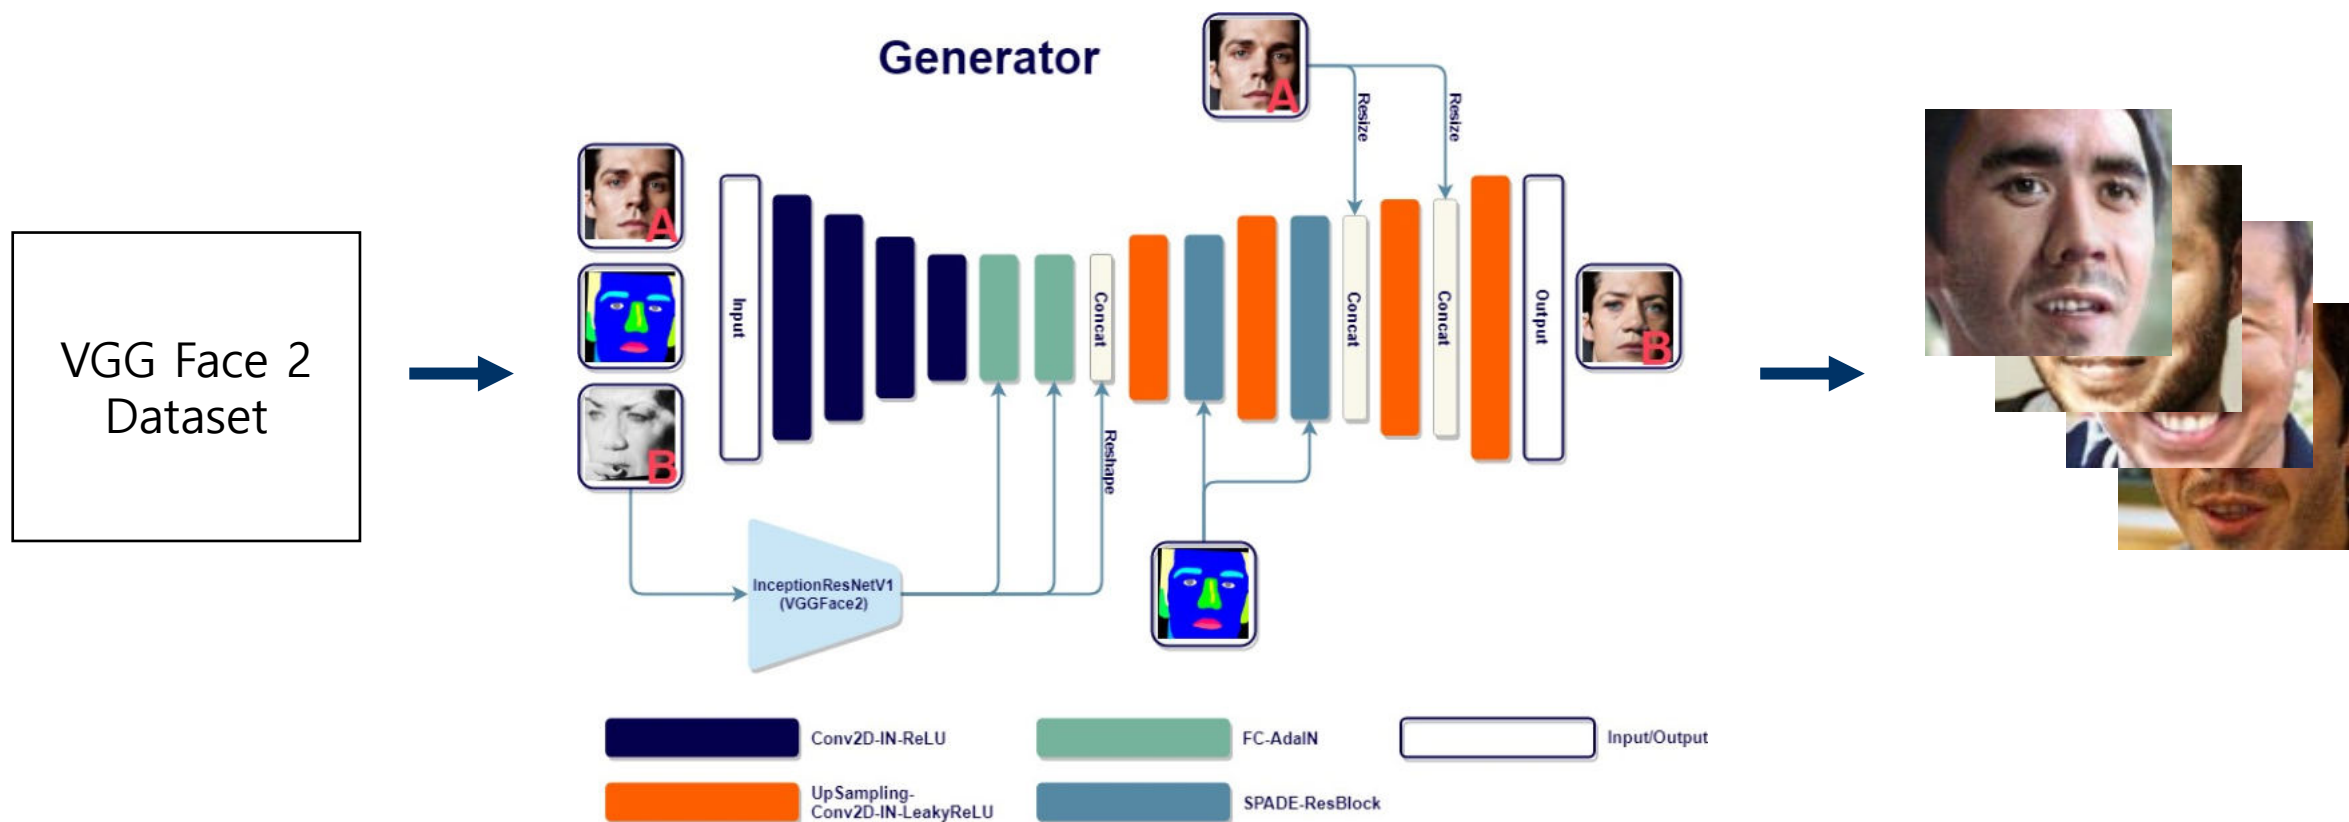 Generator
A
Resize
Resize
A
VGG Face 2
Dataset
Input
Concat
Concat
Concat
Output
B
B
Reshape
InceptionResNetV1
(VGGFace2)
Conv2D-IN-ReLU
FC-AdaIN
Input/Output
UpSampling-
Conv2D-IN-LeakyReLU
SPADE-ResBlock